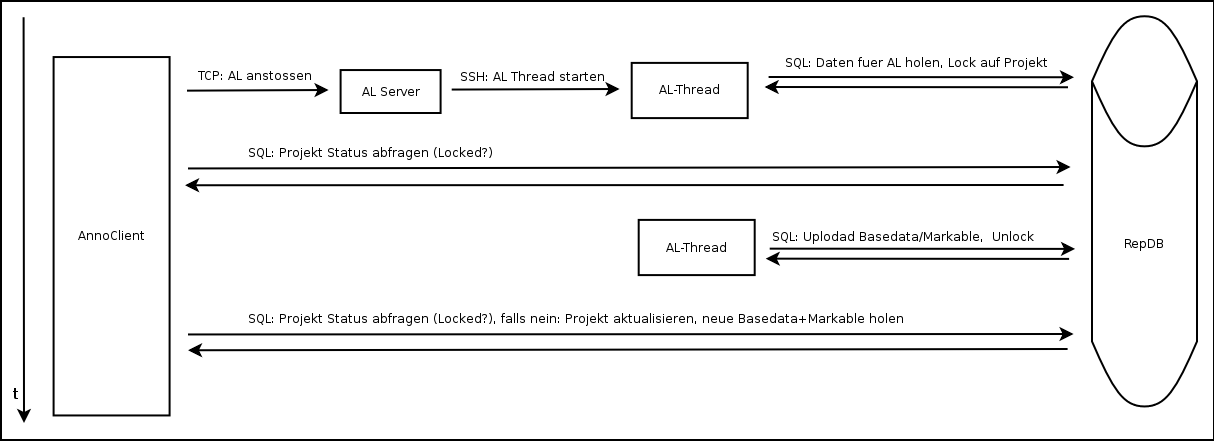 TCP: AL anstossen
AL Server
SSH: AL Thread starten
AL-Thread
SQL: Daten fuer AL holen, Lock auf Projekt
SQL: Projekt Status abfragen (Locked?)
AnnoClient
AL-Thread
SQL: Uplodad Basedata/Markable,  Unlock
RepDB
SQL: Projekt Status abfragen (Locked?), falls nein: Projekt aktualisieren, neue Basedata+Markable holen
t